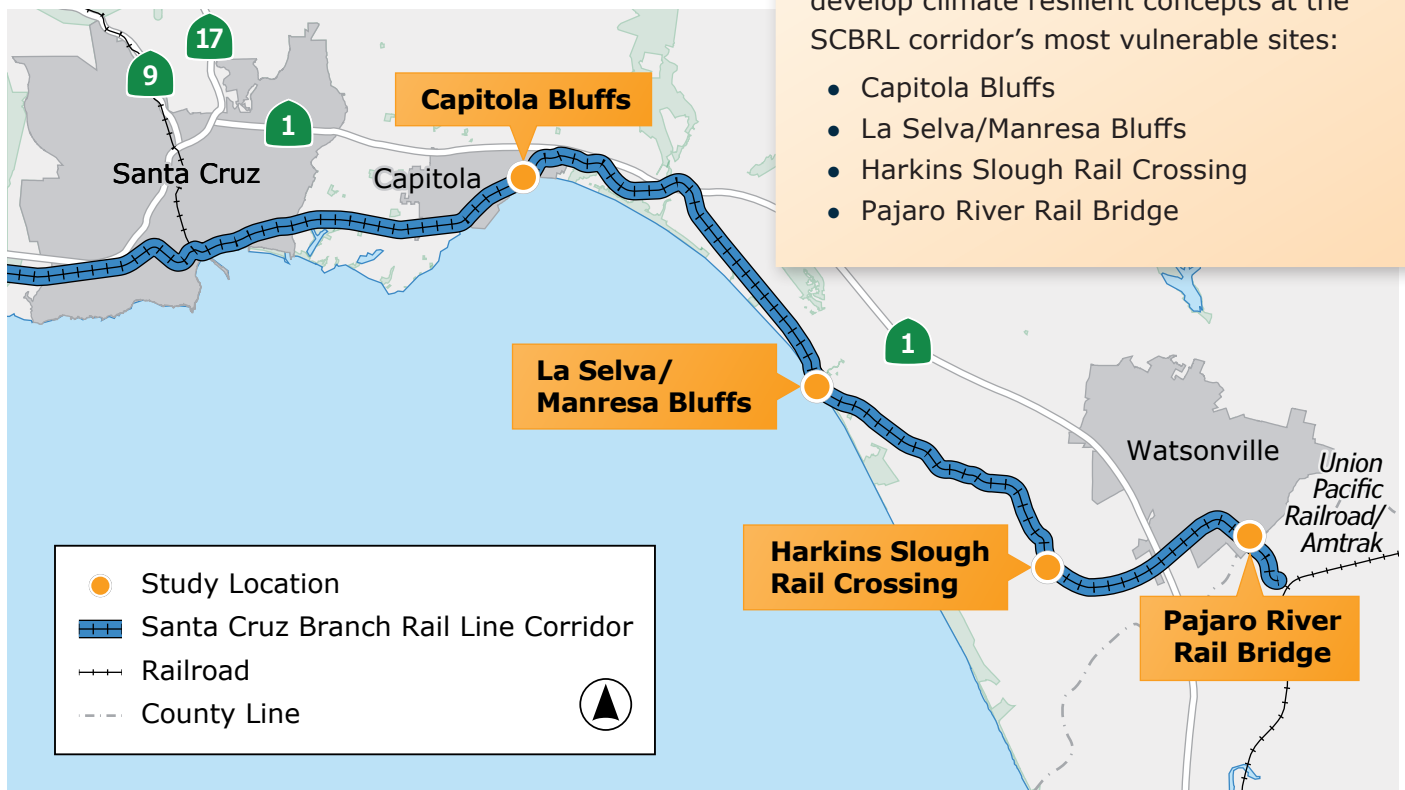 develop climate resilient concepts at the
SCBRL corridor's most vulnerable sites:
• Capitola Bluffs
• La Selva/Manresa Bluffs
• Harkins Slough Rail Crossing
• Pajaro River Rail Bridge
17
9
1
Capitola Bluffs
Santa Cruz
Capitola
1
La Selva/
Manresa Bluffs
Watsonville
Union
Pacific
Railroad/
Amtrak
Harkins Slough
Rail Crossing
Pajaro River
Rail Bridge
Study Location
Santa Cruz Branch Rail Line Corridor
Railroad
County Line